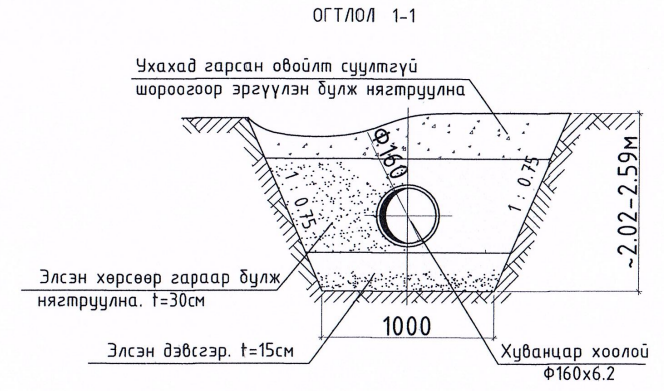 ОГТЛОЛ 1-1
Ухахад гарсан овойлт суултгүй
шороогоор эргүүлэн булж нягтруулна
Ф160
1 : 0.75
1 : 0.75
~2.02-2.59м
Элсэн хөрсөөр гараар булж
нягтруулна. t=30см
1000
Элсэн дэвсгэр. t=15см
Хуванцар хоолой
Ф160х6.2